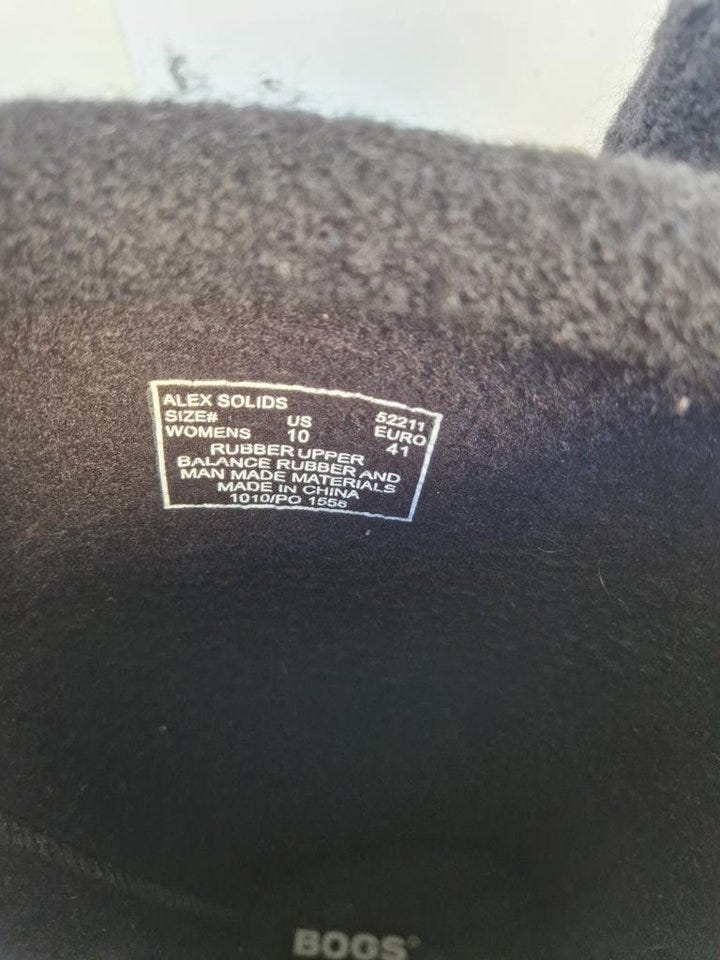 ALEX SOLIDS 52211
SIZE# US EURO
WOMENS 10 41
RUBBER UPPER
BALANCE RUBBER AND
MAN MADE MATERIALS
MADE IN CHINA
1010/PO 1556
BOGS®